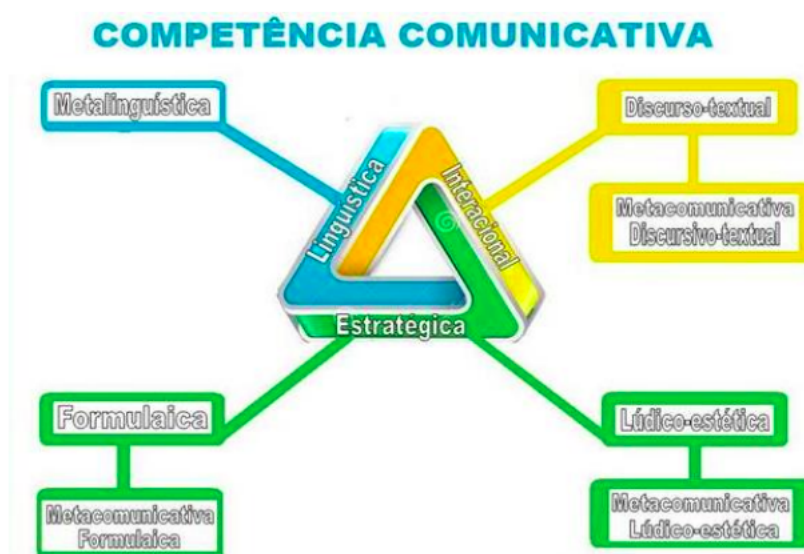 COMPETÊNCIA COMUNICATIVA
Metalinguística
Discurso-textual
Metacomunicativa
Discursivo-textual
Linguística
Interacional
Estratégica
Formulaica
Metacomunicativa
Formulaica
Lúdico-estética
Metacomunicativa
Lúdico-estética